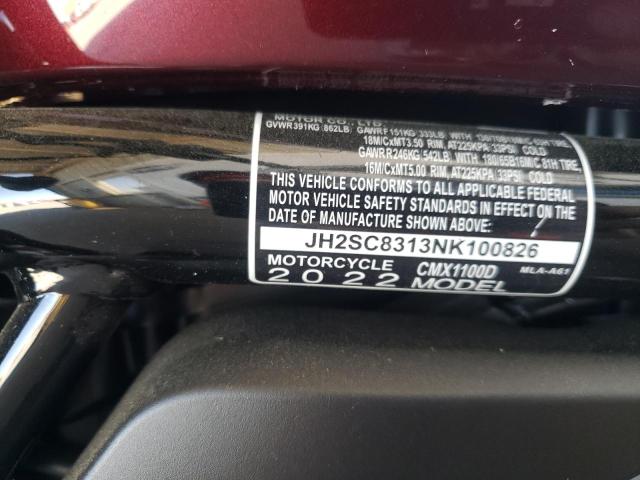 MOTOR CO., LTD.
GVWR391KG 862LB GAWRF151KG 333LB WITH
18M/CxMT3.50 RIM, AT225KPA 33PSI COLD
GAWRR246KG 542LB WITH 180/65B16M/C 81H TIRE,
16M/CxMT5.00 RIM, AT225KPA 33PSI COLD
THIS VEHICLE CONFORMS TO ALL APPLICABLE FEDERAL
MOTOR VEHICLE SAFETY STANDARDS IN EFFECT ON THE
DATE OF MANUFACTURE SHOWN ABOVE:
JH2SC8313NK100826
MOTORCYCLE CMX1100D MLA-A61
2022 MODEL